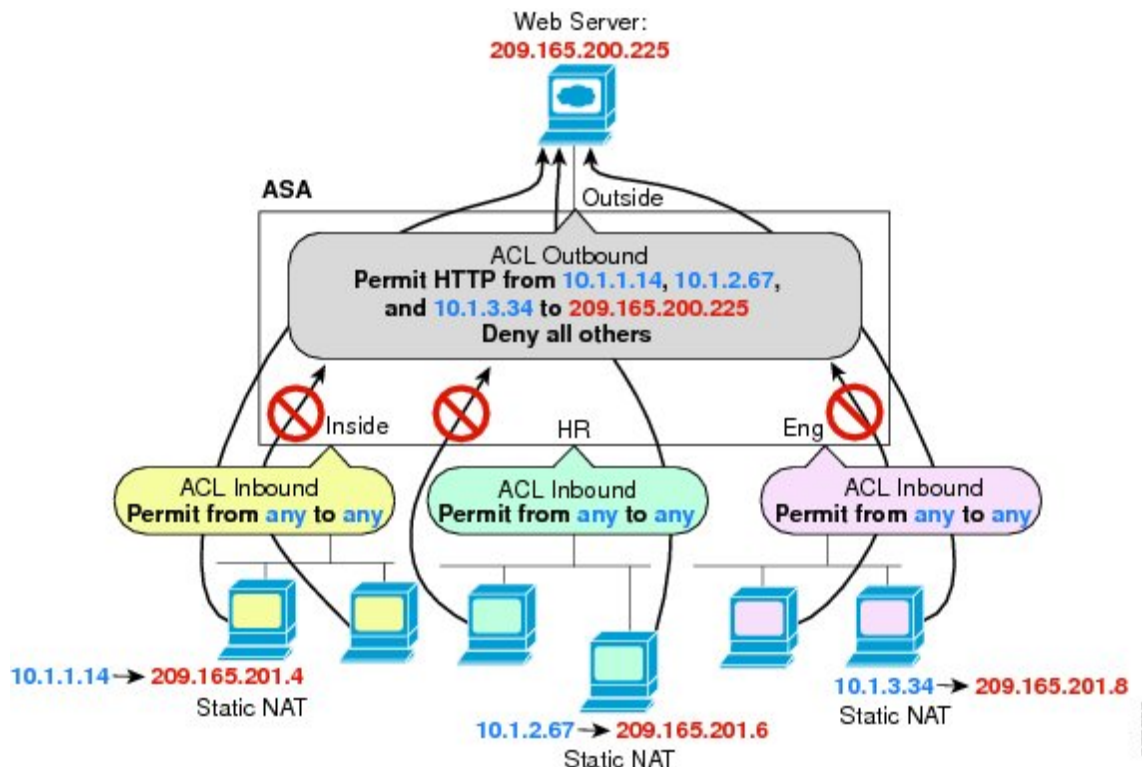 Web Server:
209.165.200.225
ASA
Outside
ACL Outbound
Permit HTTP from 10.1.1.14, 10.1.2.67,
and 10.1.3.34 to 209.165.200.225
Deny all others
Inside
HR
Eng
ACL Inbound
Permit from any to any
ACL Inbound
Permit from any to any
ACL Inbound
Permit from any to any
10.1.1.14 → 209.165.201.4
Static NAT
10.1.2.67 → 209.165.201.6
Static NAT
10.1.3.34 → 209.165.201.8
Static NAT